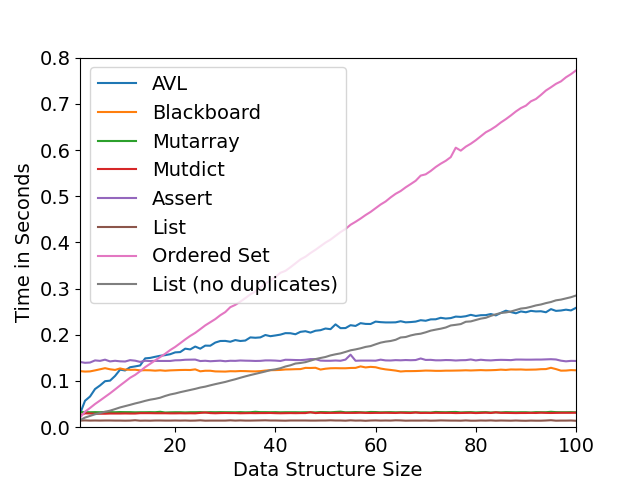 0.8
0.7
0.6
0.5
0.4
0.3
0.2
0.1
0.0
Time in Seconds
AVL
Blackboard
Mutarray
Mutdict
Assert
List
Ordered Set
List (no duplicates)
20 40 60 80 100
Data Structure Size